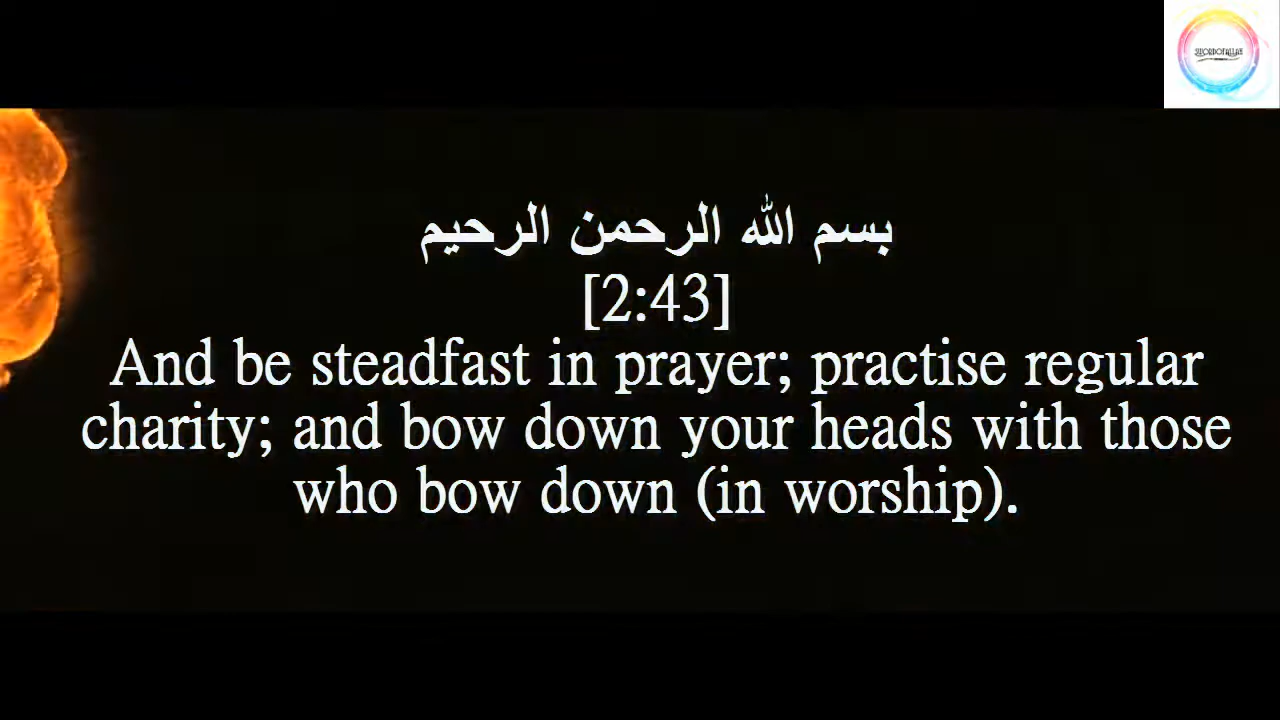 SWORDOFALLAH
بسم الله الرحمن الرحيم
[2:43]
And be steadfast in prayer; practise regular
charity; and bow down your heads with those
who bow down (in worship).